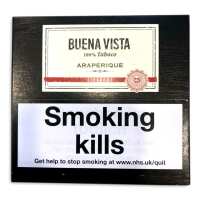 BUENA VISTA
100% Tabaco
ARAPERIQUE
Smoking
kills
Get help to stop smoking at www.nhs.uk/quit